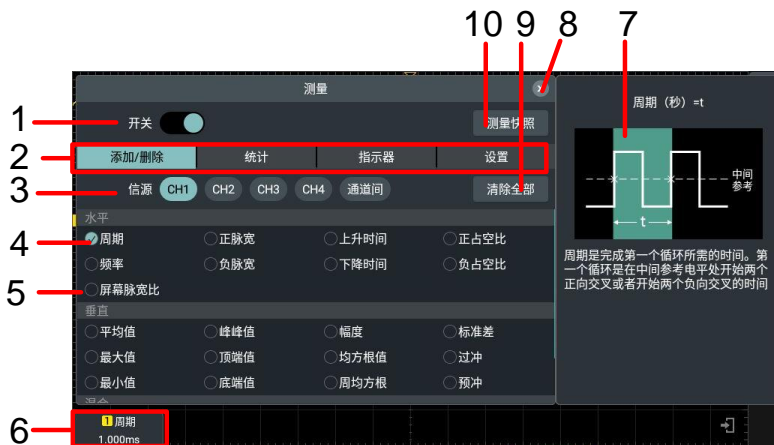 10 9 8 7
测量
1 开关 测量快照
2 添加/删除 统计 指示器 设置
3 信源 CH1 CH2 CH3 CH4 通道间 清除全部
水平
4 周期 正脉宽 上升时间 正占空比
频率 负脉宽 下降时间 负占空比
5 屏幕脉宽比
垂直
平均值 峰峰值 幅度 标准差
最大值 顶端值 均方根值 过冲
最小值 底端值 周均方根 预冲
混合
6 1 周期
1.000ms
周期（秒）=t
中间
参考
t
周期是完成第一个循环所需的时间。第
一个循环是在中间参考电平处开始两个
正向交叉或者开始两个负向交叉的时间